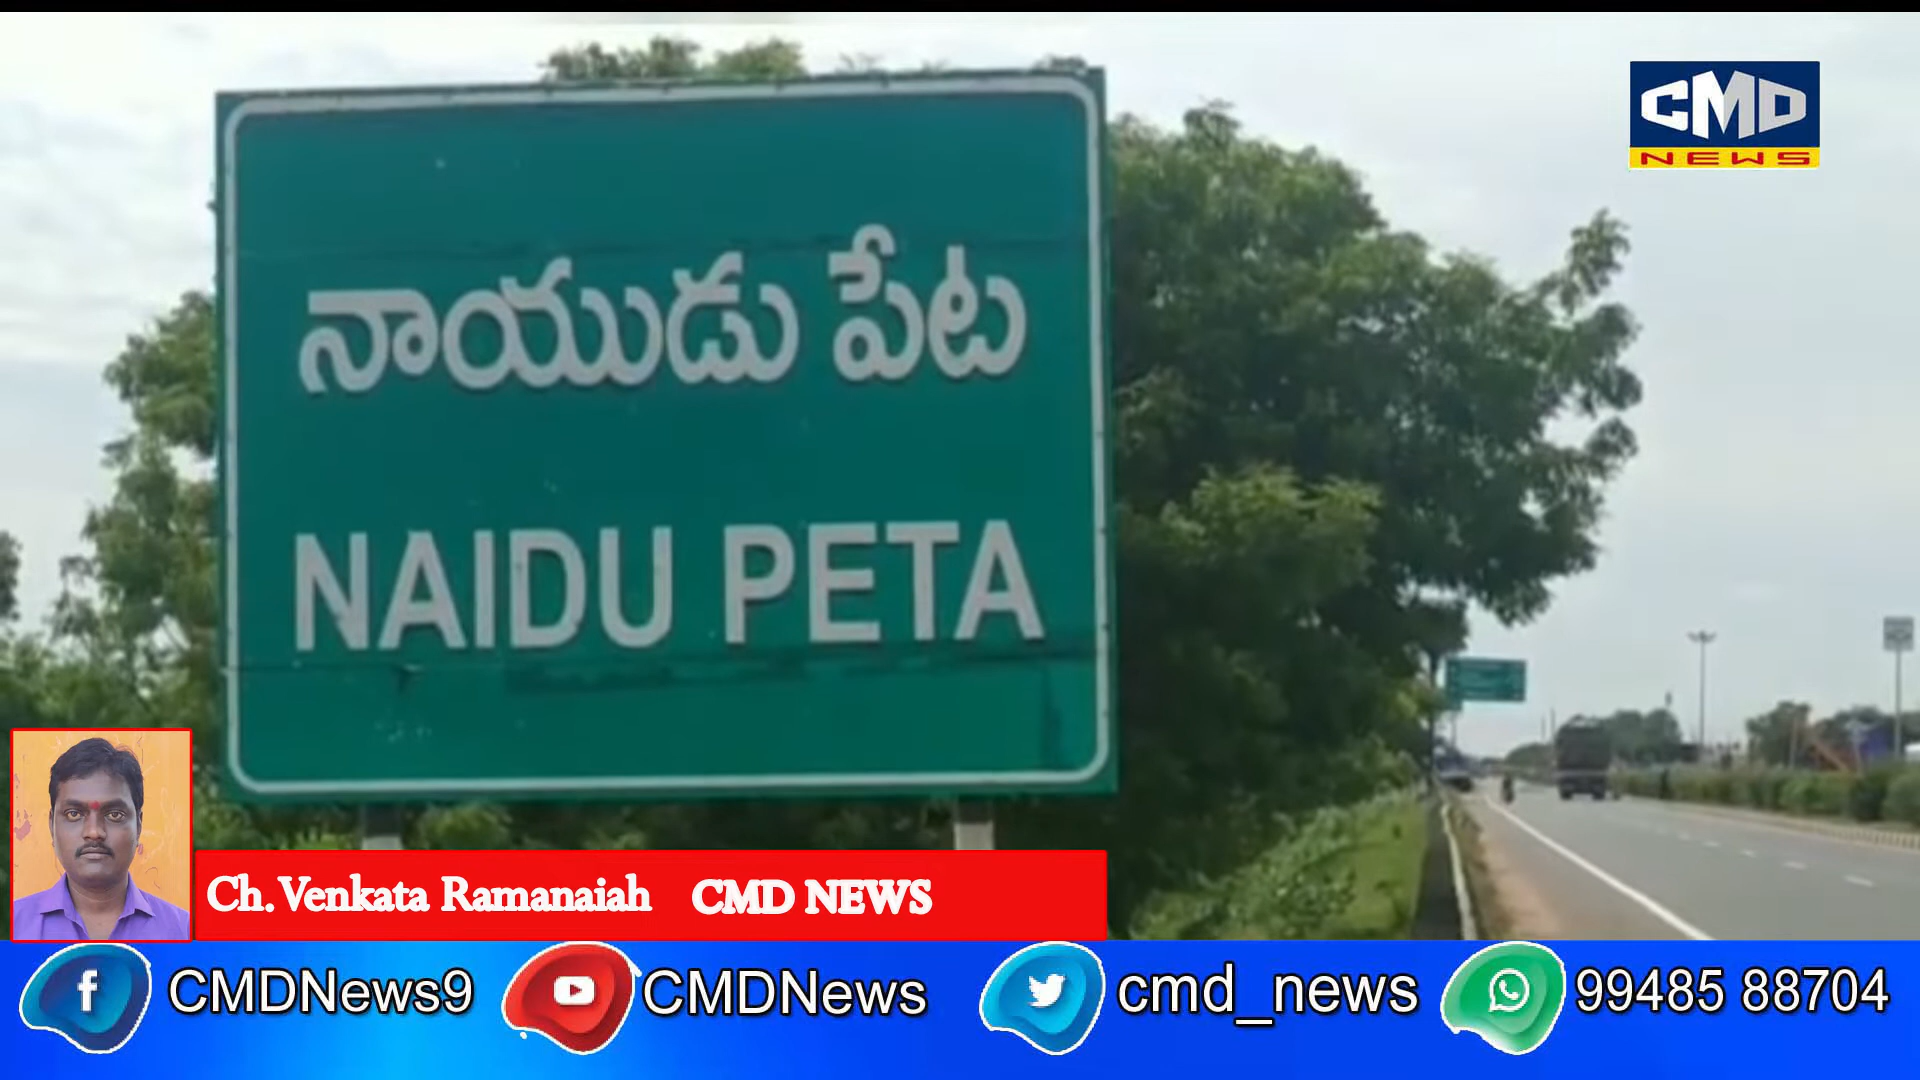 CMD
NEWS
నాయుడు పేట
NAIDU PETA
Ch. Venkata Ramanaiah CMD NEWS
CMDNews9 CMDNews cmd_news 99485 88704